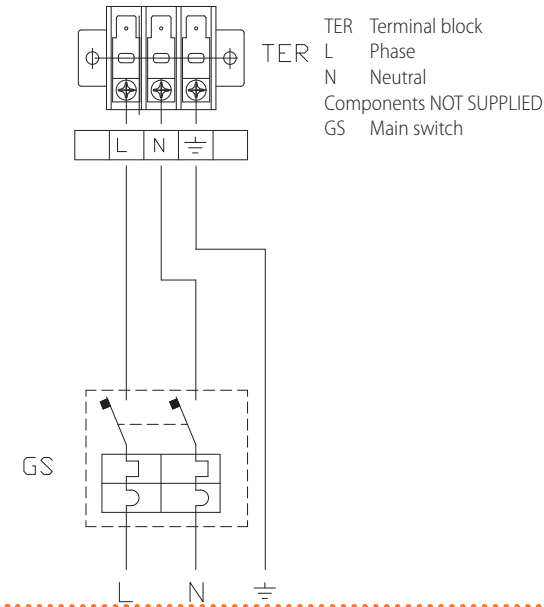 TER
TER Terminal block
L Phase
N Neutral
Components NOT SUPPLIED
GS Main switch
L N
GS
L N